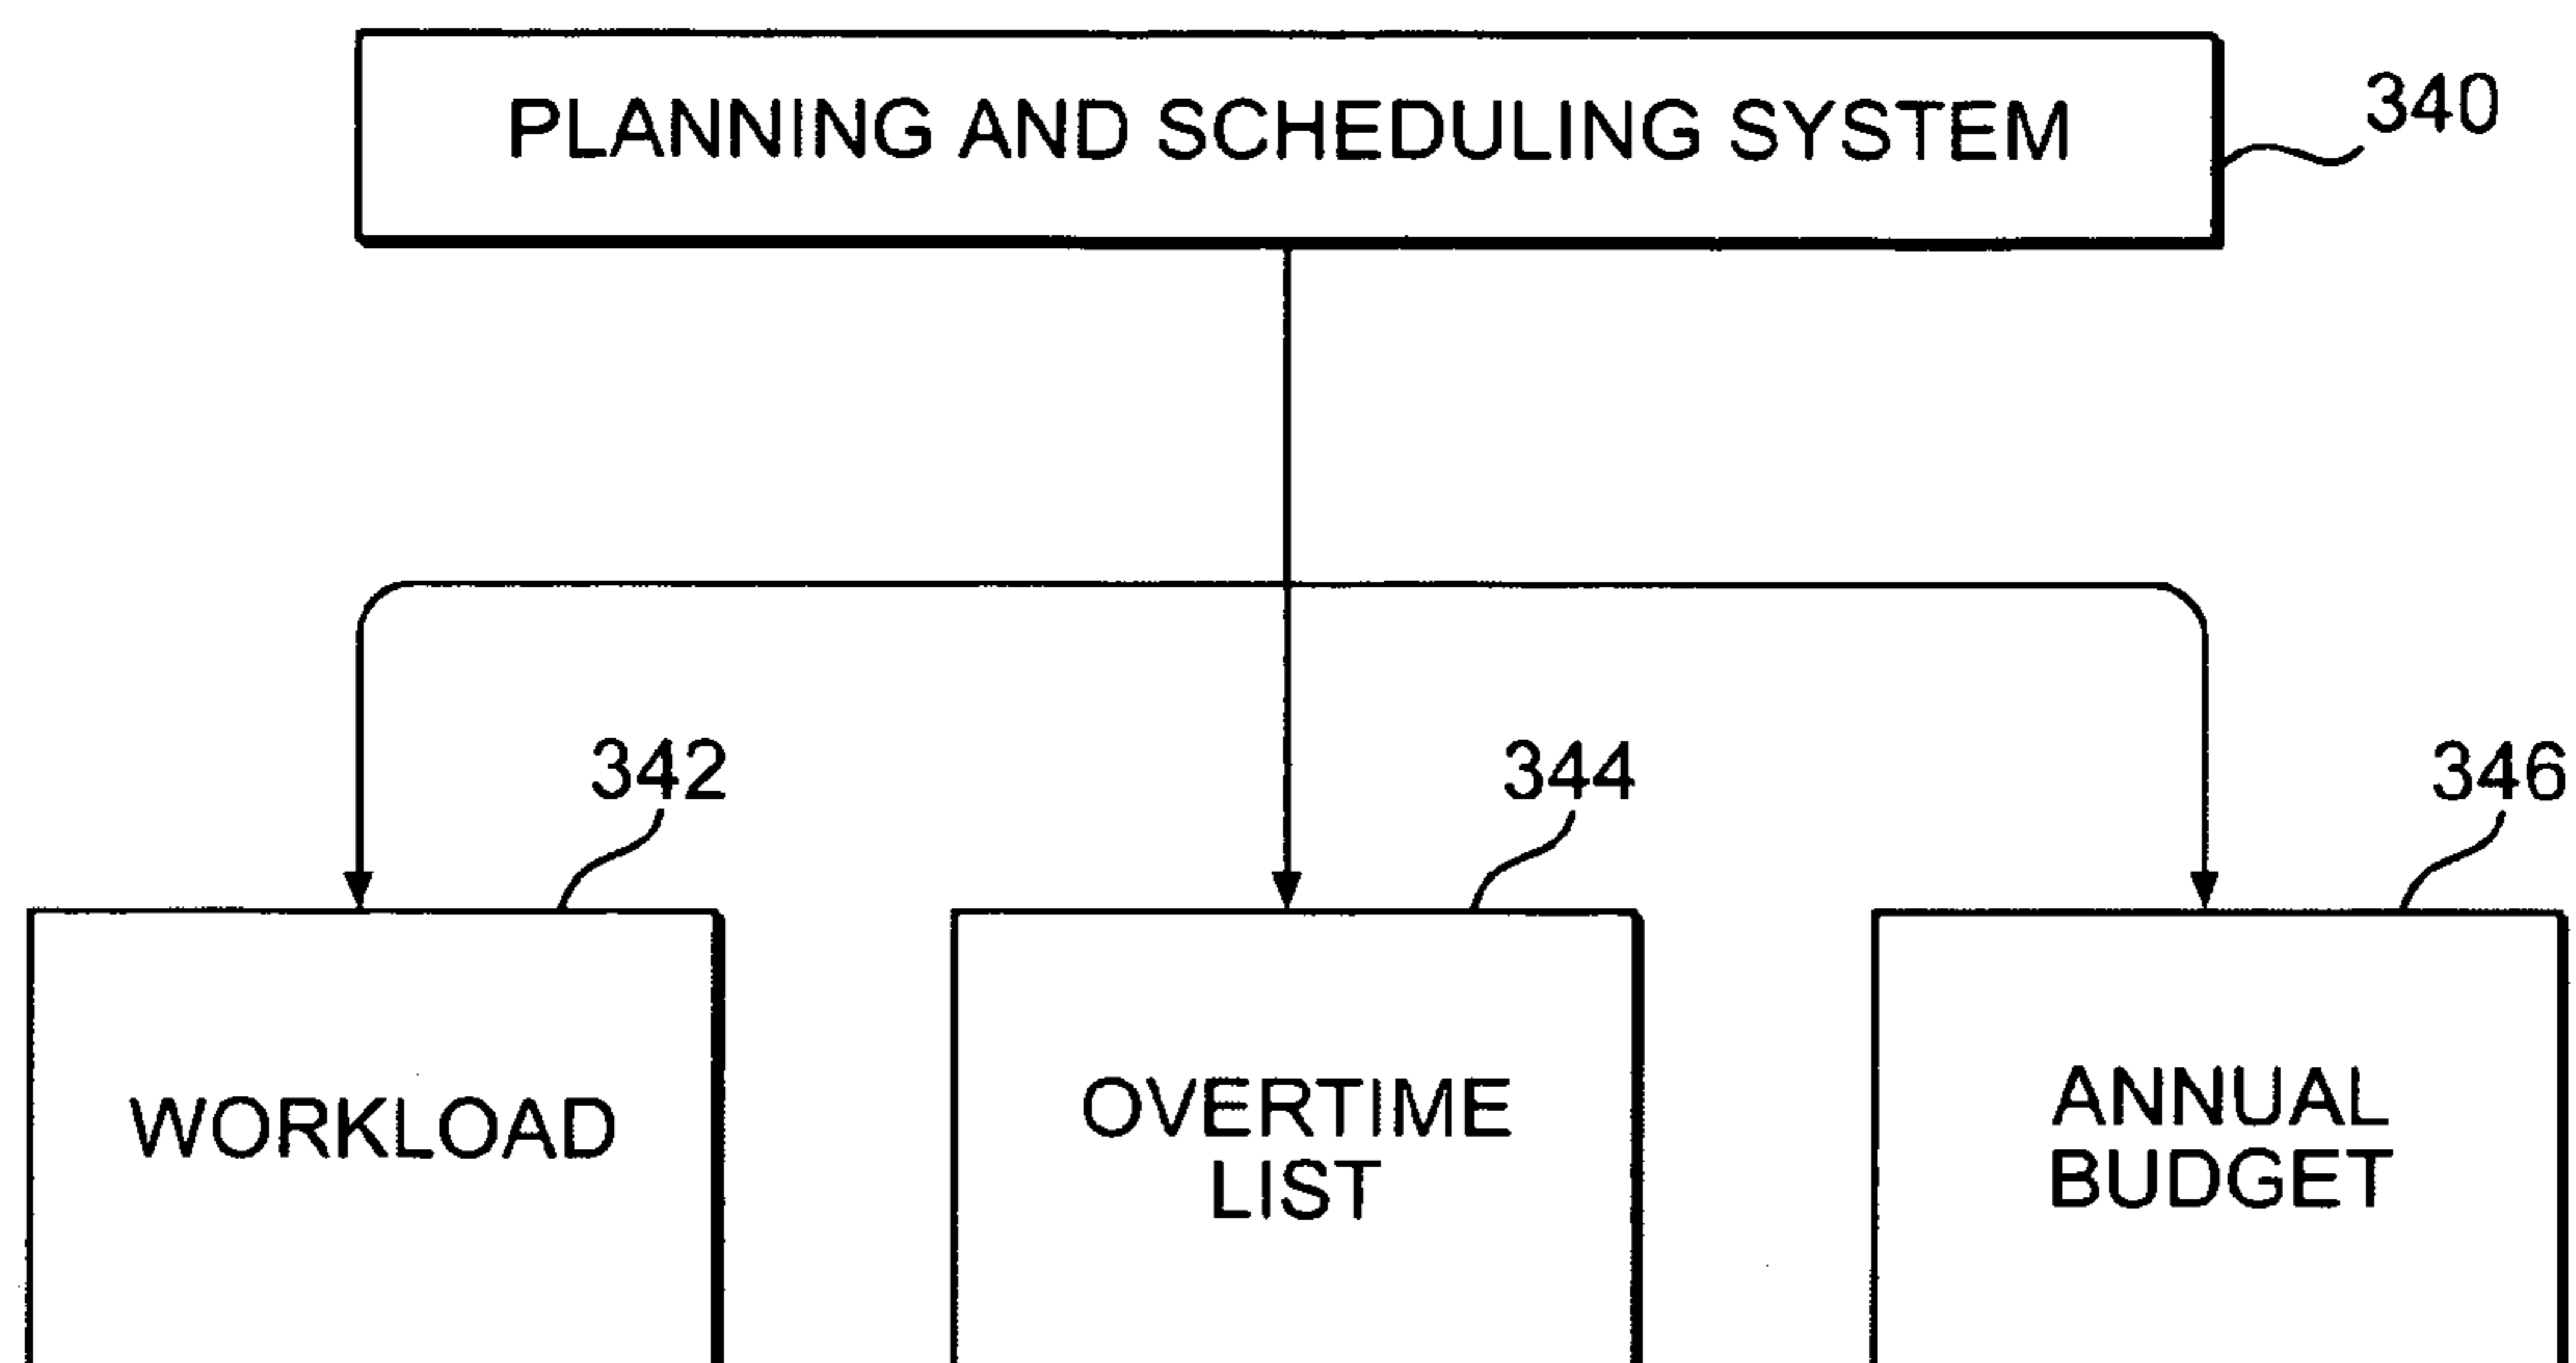 PLANNING AND SCHEDULING SYSTEM
340
342
344
346
WORKLOAD
OVERTIME
LIST
ANNUAL
BUDGET